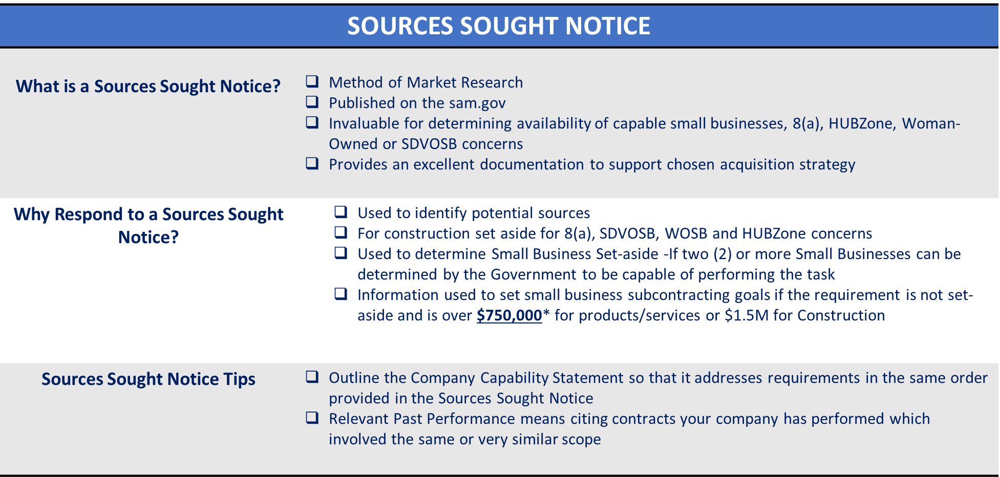 SOURCES SOUGHT NOTICE
What is a Sources Sought Notice?
❑ Method of Market Research
❑ Published on the sam.gov
❑ Invaluable for determining availability of capable small businesses, 8(a), HUBZone, Woman-
Owned or SDVOSB concerns
❑ Provides an excellent documentation to support chosen acquisition strategy
Why Respond to a Sources Sought
Notice?
❑ Used to identify potential sources
❑ For construction set aside for 8(a), SDVOSB, WOSB and HUBZone concerns
❑ Used to determine Small Business Set-aside -If two (2) or more Small Businesses can be
determined by the Government to be capable of performing the task
❑ Information used to set small business subcontracting goals if the requirement is not set-
aside and is over $750,000* for products/services or $1.5M for Construction
Sources Sought Notice Tips
❑ Outline the Company Capability Statement so that it addresses requirements in the same order
provided in the Sources Sought Notice
❑ Relevant Past Performance means citing contracts your company has performed which
involved the same or very similar scope